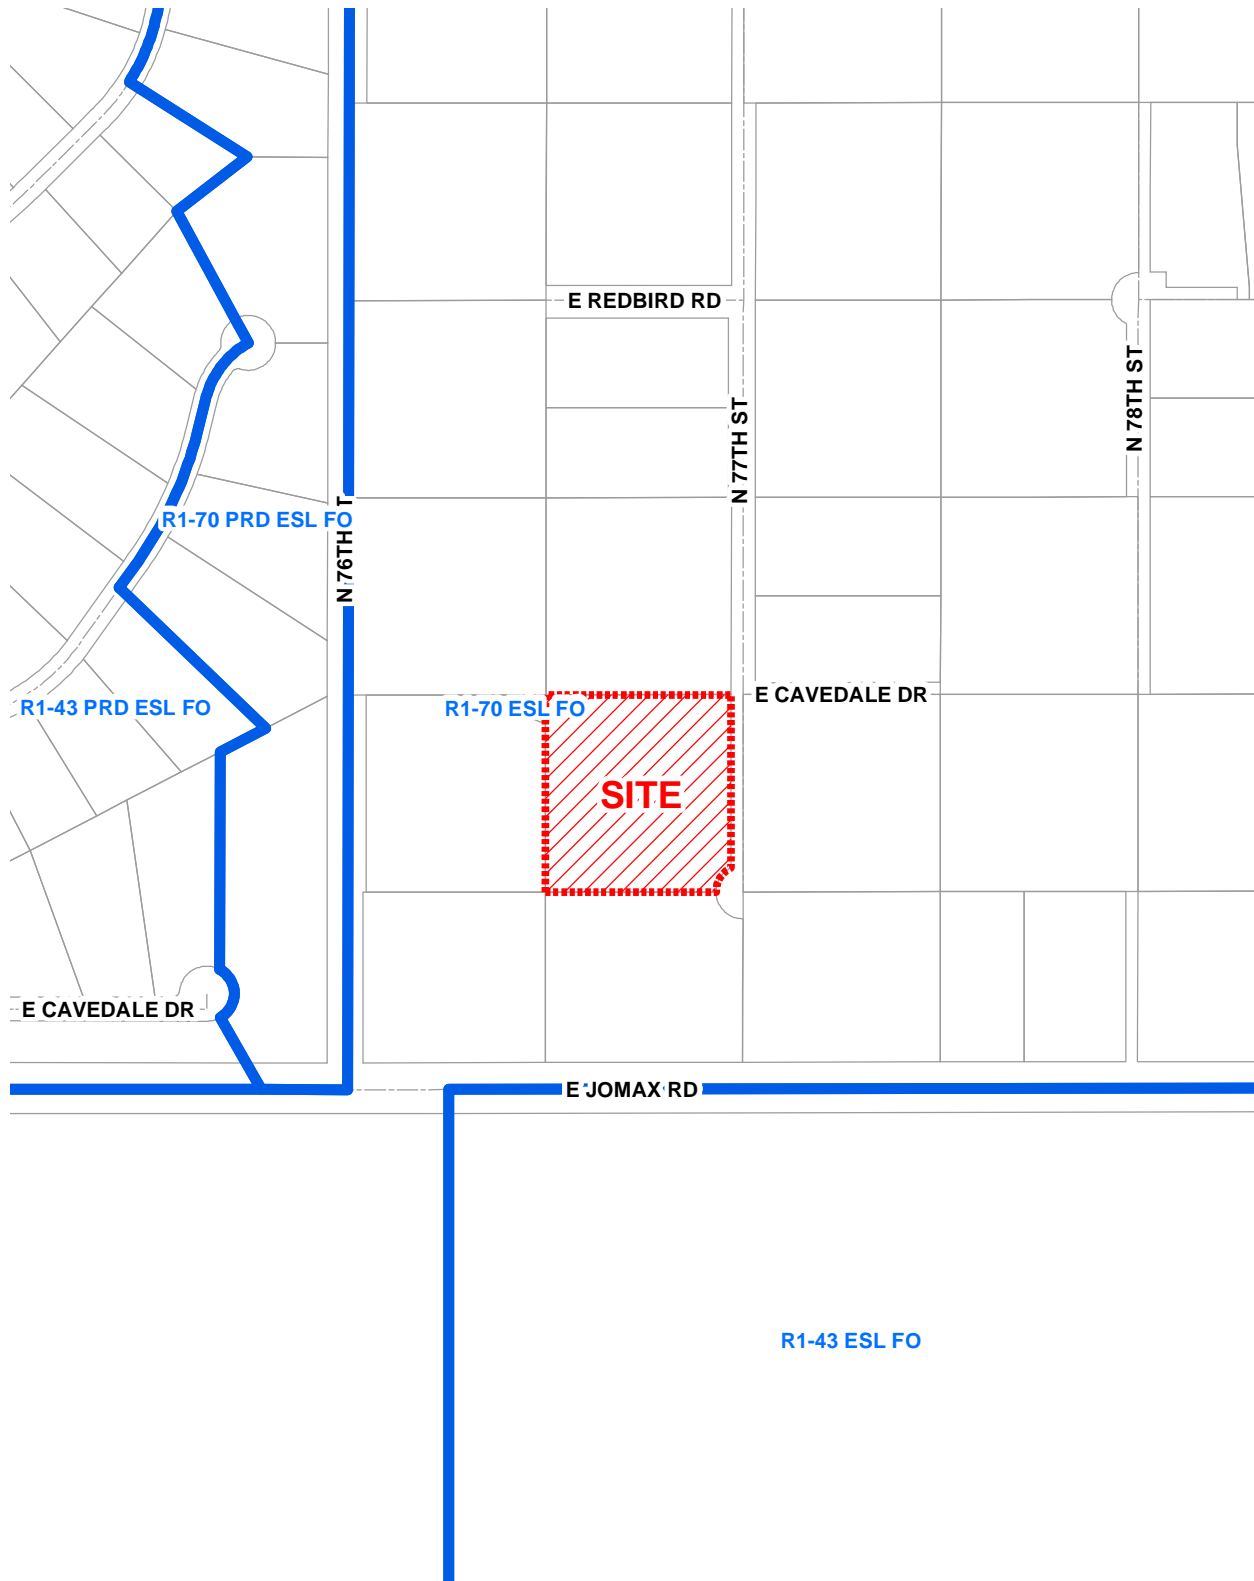 E REDBIRD RD
N 78TH ST
N 77TH ST
R1-70 PRD ESL FO
N 76TH T
E CAVEDALE DR
R1-43 PRD ESL FO
R1-70 ESL FO
SITE
E CAVEDALE DR
E JOMAX RD
R1-43 ESL FO